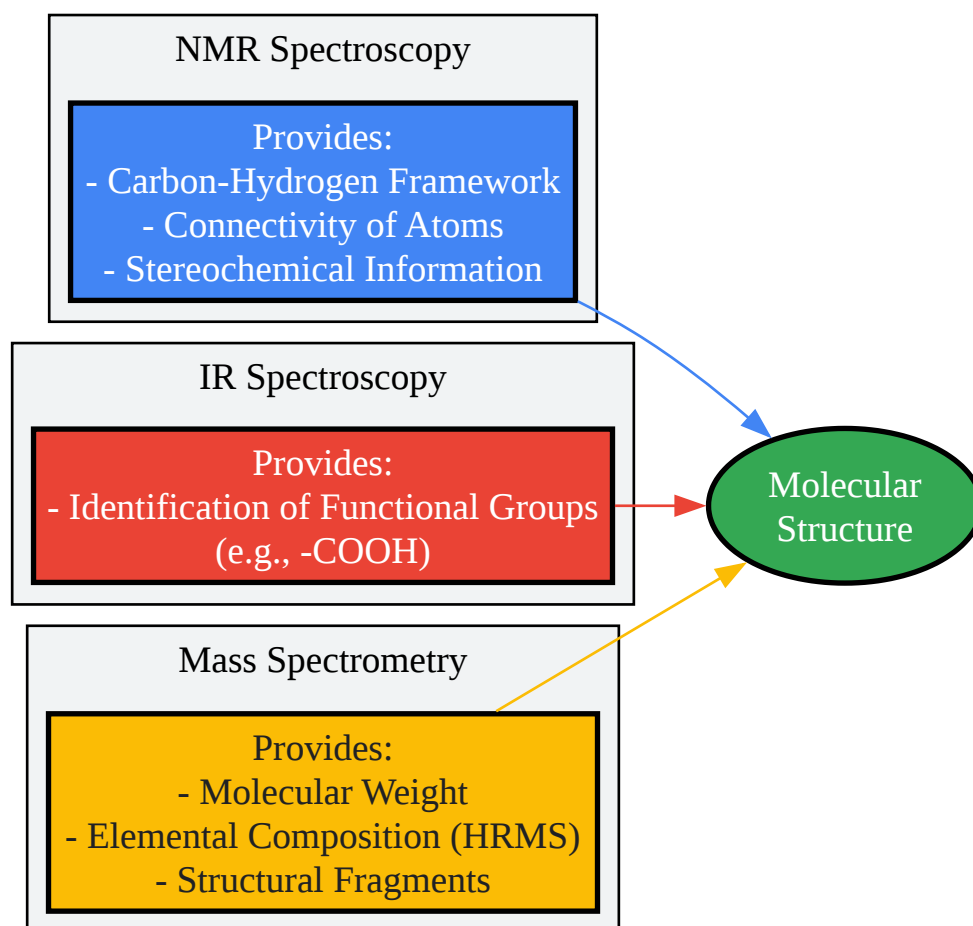 NMR Spectroscopy
Provides:
- Carbon-Hydrogen Framework
- Connectivity of Atoms
- Stereochemical Information
IR Spectroscopy
Provides:
- Identification of Functional Groups
(e.g., -COOH)
Molecular
Structure
Mass Spectrometry
Provides:
- Molecular Weight
- Elemental Composition (HRMS)
- Structural Fragments